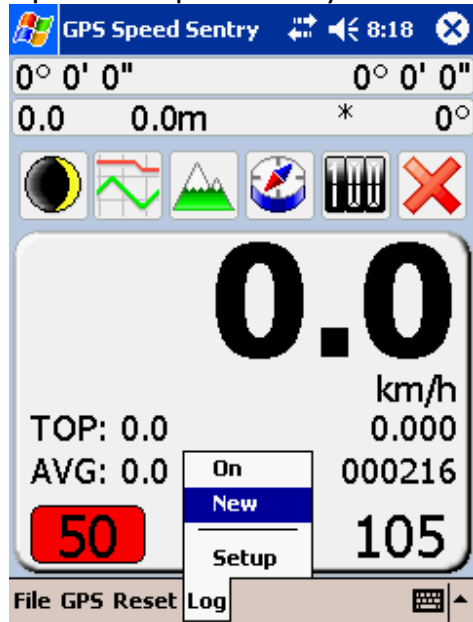 GPS Speed Sentry 8:18
0° 0' 0" 0° 0' 0"
0.0 0.0m * 0°
100
0.0
km/h
TOP: 0.0 0.000
AVG: 0.0 000216
50 105
On
New
Setup
File GPS Reset Log